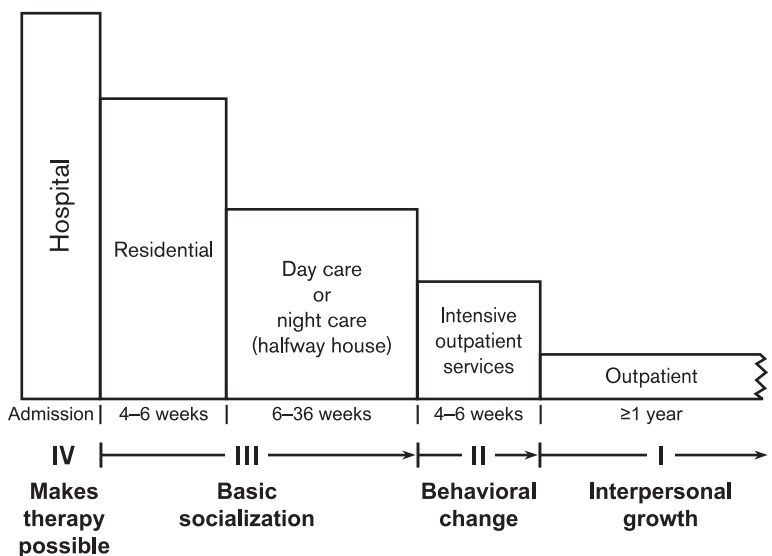 Hospital
Residential
Day care
or
night care
(halfway house)
Intensive
outpatient
services
Outpatient
Admission
4–6 weeks
6–36 weeks
4–6 weeks
≥1 year
IV
III
II
I
Makes
therapy
possible
Basic
socialization
Behavioral
change
Interpersonal
growth